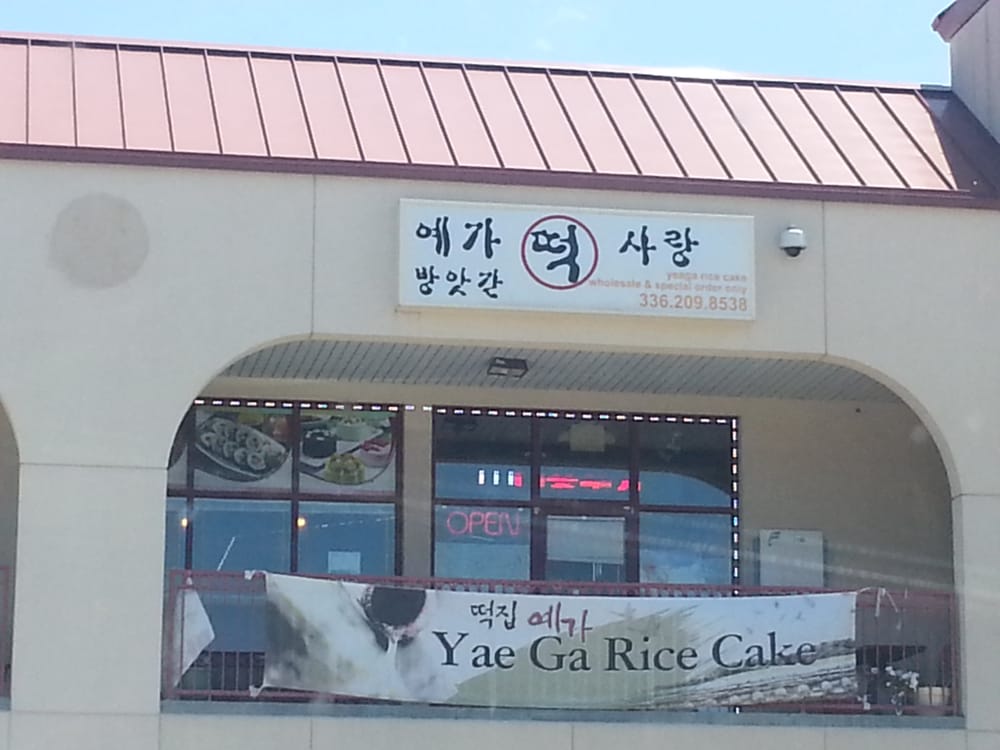 예가 떡 사랑
방앗간
yeaga rice cake
wholesale & special order only
336.209.8538
OPEN
떡집 예가
Yae Ga Rice Cake